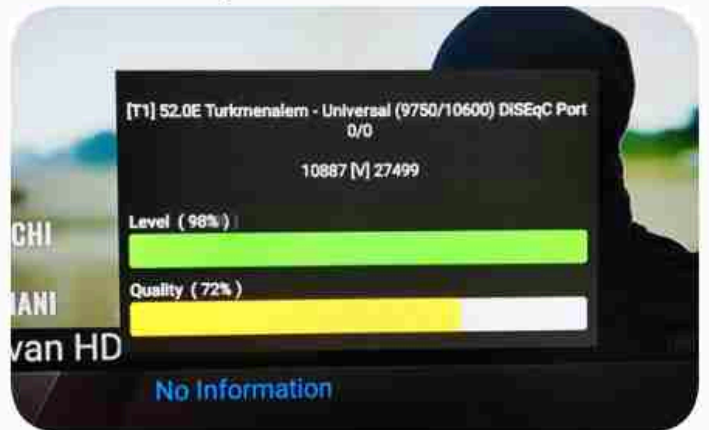 [T1] 52.0E Turkmenalem - Universal (9750/10600) DiSEqC Port
0/0
10887 [V] 27499
Level ( 98% )
CHI
Quality ( 72% )
IANI
van HD
No Information